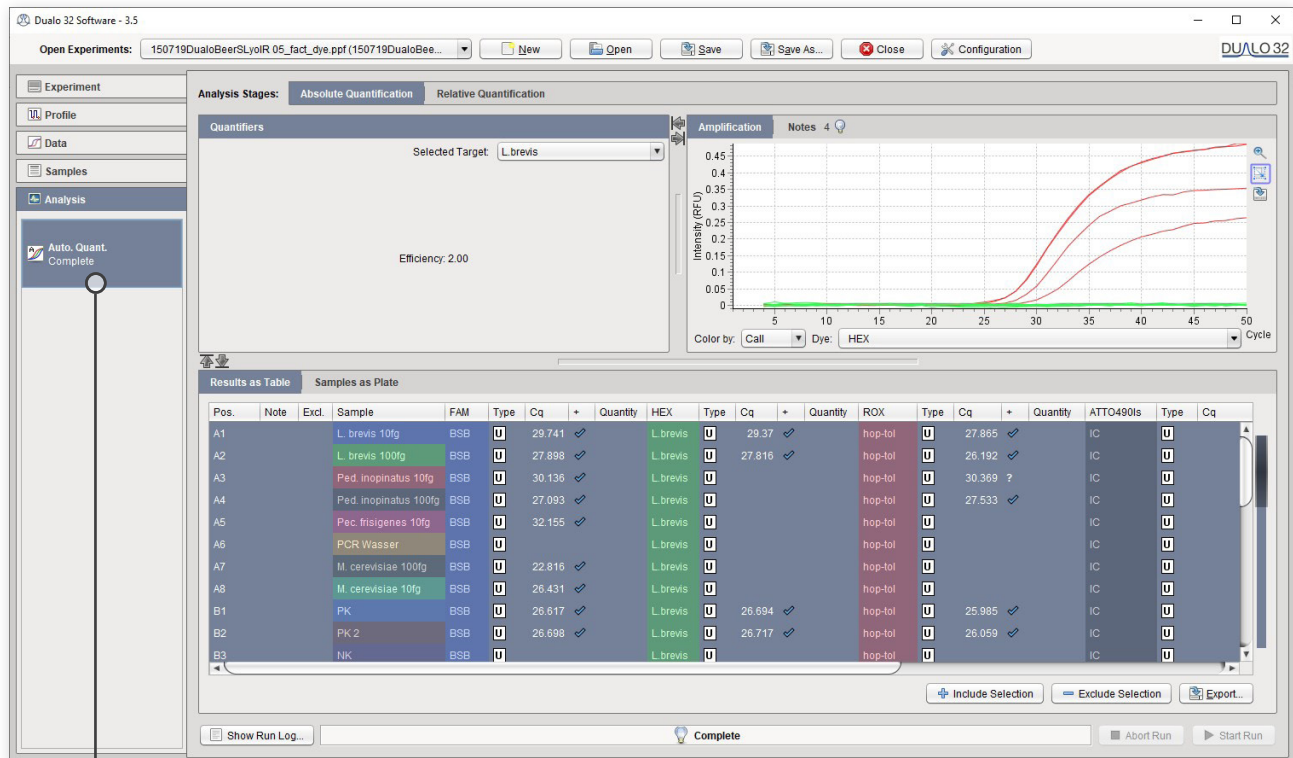 Dualo 32 Software - 3.5
Open Experiments: 150719DualoBeerSLyoIR 05_fact_dye.ppf (150719DualoBee... New Open Save Save As... Close Configuration DUALO 32
Experiment
Profile
Data
Samples
Analysis
Auto. Quant.
Complete
Analysis Stages: Absolute Quantification Relative Quantification
Quantifiers
Selected Target: L.brevis
Efficiency: 2.00
Amplification Notes 4
Intensity (RFU)
0.45
0.4
0.35
0.3
0.25
0.2
0.15
0.1
0.05
0
5 10 15 20 25 30 35 40 45 50
Cycle
Color by: Call Dye: HEX
Results as Table Samples as Plate
Pos. Note Excl. Sample FAM Type Cq + Quantity HEX Type Cq + Quantity ROX Type Cq + Quantity ATTO490ls Type Cq
A1 L. brevis 10fg BSB U 29.741 L.brevis U 29.37 hop-tol U 27.865 IC U
A2 L. brevis 100fg BSB U 27.898 L.brevis U 27.816 hop-tol U 26.192 IC U
A3 Ped. inopinatus 10fg BSB U 30.136 L.brevis U hop-tol U 30.369 ? IC U
A4 Ped. inopinatus 100fg BSB U 27.093 L.brevis U hop-tol U 27.533 IC U
A5 Pec. frisigenes 10fg BSB U 32.155 L.brevis U hop-tol U IC U
A6 PCR Wasser BSB U L.brevis U hop-tol U IC U
A7 M. cerevisiae 100fg BSB U 22.816 L.brevis U hop-tol U IC U
A8 M. cerevisiae 10fg BSB U 26.431 L.brevis U hop-tol U IC U
B1 PK BSB U 26.617 L.brevis U 26.694 hop-tol U 25.985 IC U
B2 PK 2 BSB U 26.698 L.brevis U 26.717 hop-tol U 26.059 IC U
B3 NK BSB U L.brevis U hop-tol U IC U
Include Selection Exclude Selection Export...
Show Run Log... Complete Abort Run Start Run